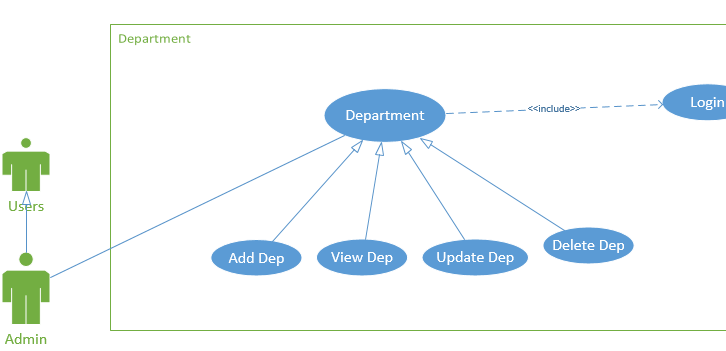 Department
Department
<<include>>
Login
Users
Add Dep
View Dep
Update Dep
Delete Dep
Admin